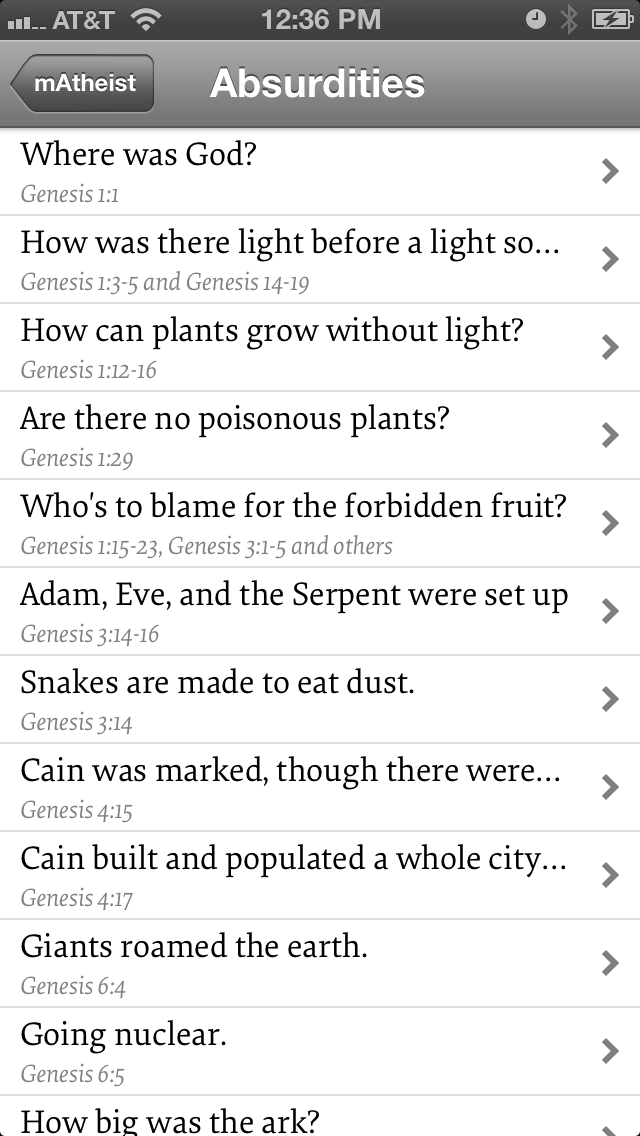 AT&T 12:36 PM
mAtheist Absurdities
Where was God?
Genesis 1:1
How was there light before a light so...
Genesis 1:3-5 and Genesis 14-19
How can plants grow without light?
Genesis 1:12-16
Are there no poisonous plants?
Genesis 1:29
Who's to blame for the forbidden fruit?
Genesis 1:15-23, Genesis 3:1-5 and others
Adam, Eve, and the Serpent were set up
Genesis 3:14-16
Snakes are made to eat dust.
Genesis 3:14
Cain was marked, though there were...
Genesis 4:15
Cain built and populated a whole city...
Genesis 4:17
Giants roamed the earth.
Genesis 6:4
Going nuclear.
Genesis 6:5
How big was the ark?